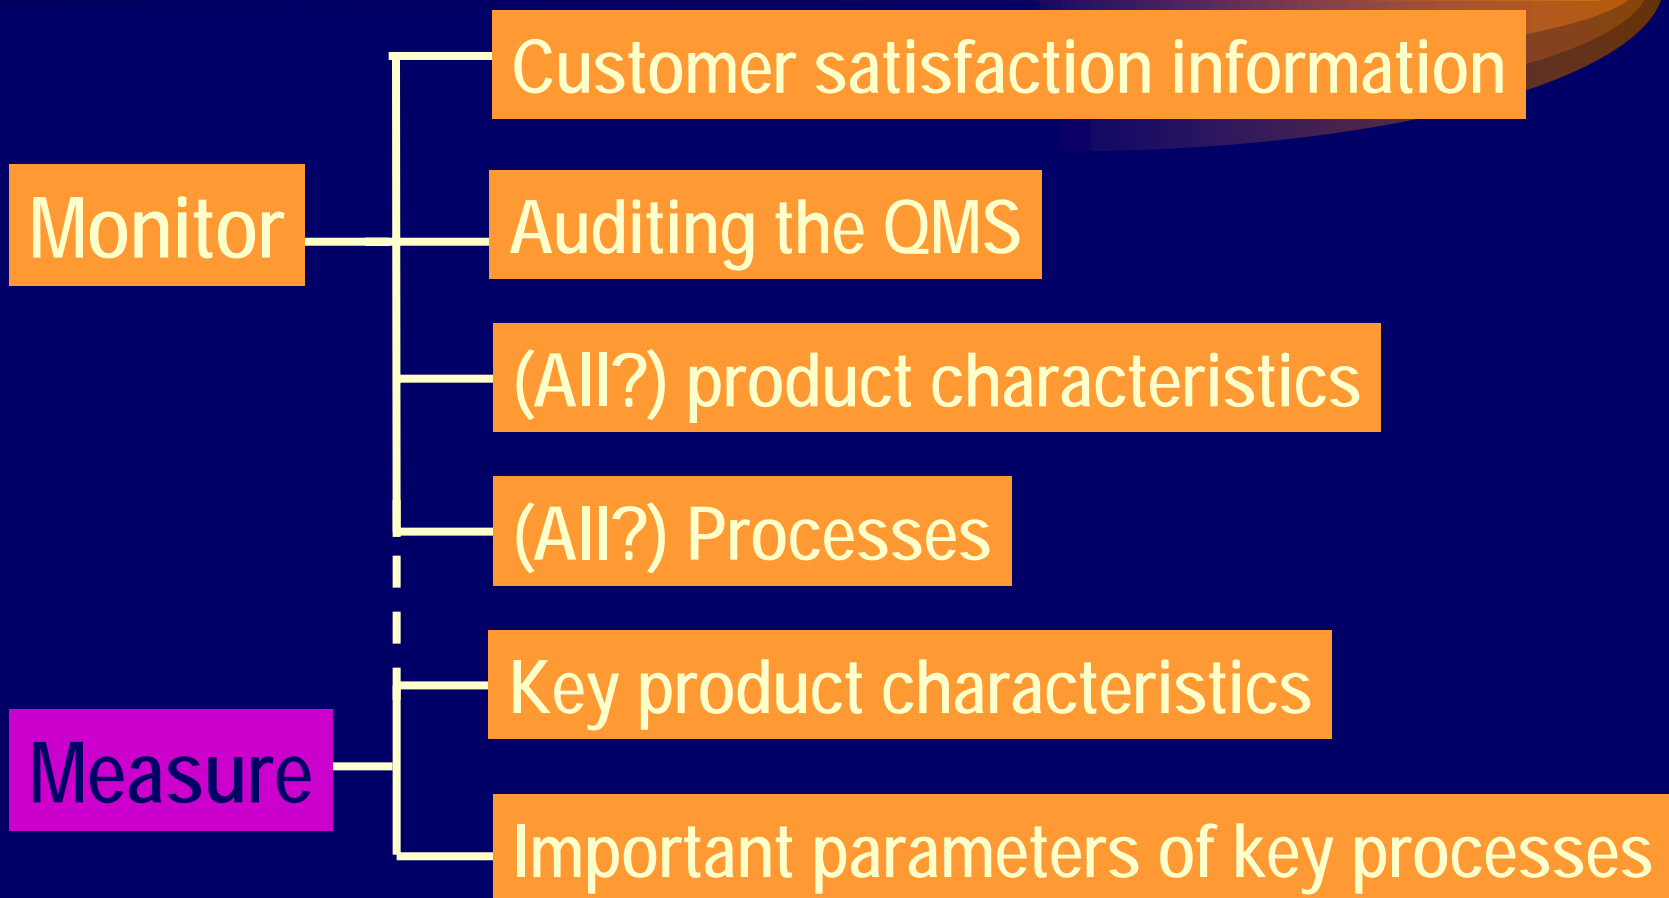 Customer satisfaction information
Monitor
Auditing the QMS
(All?) product characteristics
(All?) Processes
Key product characteristics
Measure
Important parameters of key processes